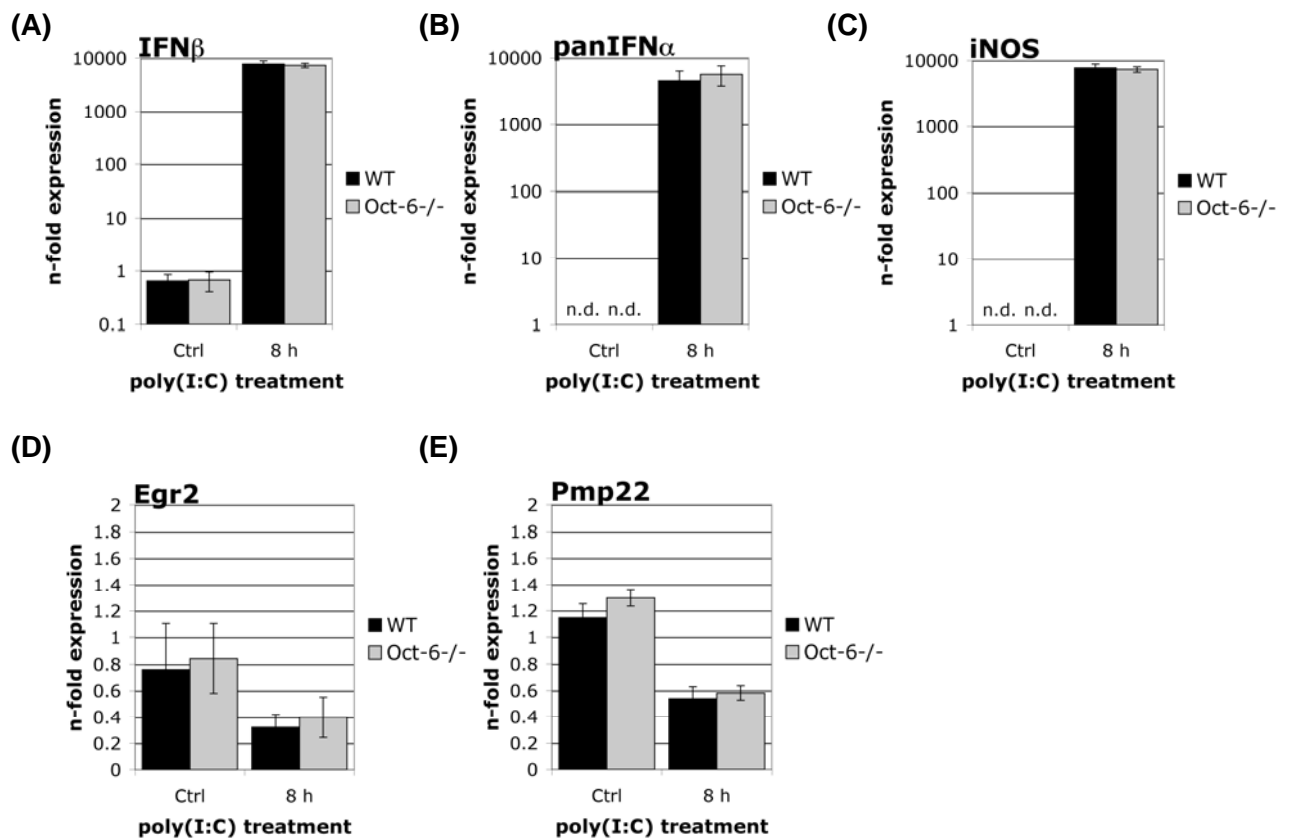 (A)
IFNβ
n-fold expression
10000
1000
100
10
1
0.1
Ctrl
8 h
poly(I:C) treatment
WT
Oct-6-/-
(B)
panIFNα
n-fold expression
10000
1000
100
10
1
n.d. n.d.
Ctrl
8 h
poly(I:C) treatment
WT
Oct-6-/-
(C)
iNOS
n-fold expression
10000
1000
100
10
1
n.d. n.d.
Ctrl
8 h
poly(I:C) treatment
WT
Oct-6-/-
(D)
Egr2
n-fold expression
2
1.8
1.6
1.4
1.2
1
0.8
0.6
0.4
0.2
0
Ctrl
8 h
poly(I:C) treatment
WT
Oct-6-/-
(E)
Pmp22
n-fold expression
2
1.8
1.6
1.4
1.2
1
0.8
0.6
0.4
0.2
0
Ctrl
8 h
poly(I:C) treatment
WT
Oct-6-/-